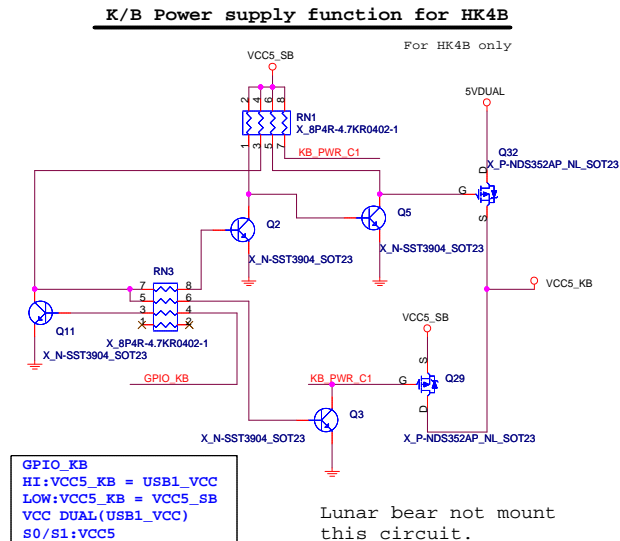 K/B Power supply function for HK4B
For HK4B only
VCC5_SB
5VDUAL
2 4 6 8
RN1
X_8P4R-4.7KR0402-1
1 3 5 7
KB_PWR_C1
Q32
X_P-NDS352AP_NL_SOT23
D
G
S
Q2
Q5
X_N-SST3904_SOT23
X_N-SST3904_SOT23
RN3
7 8
5 6
3 4
1 2
VCC5_KB
VCC5_SB
Q11
X_8P4R-4.7KR0402-1
X_N-SST3904_SOT23
S
GPIO_KB
KB_PWR_C1
G
Q29
D
Q3
X_N-SST3904_SOT23
X_P-NDS352AP_NL_SOT23
GPIO_KB
HI:VCC5_KB = USB1_VCC
LOW:VCC5_KB = VCC5_SB
VCC DUAL(USB1_VCC)
S0/S1:VCC5
Lunar bear not mount
this circuit.